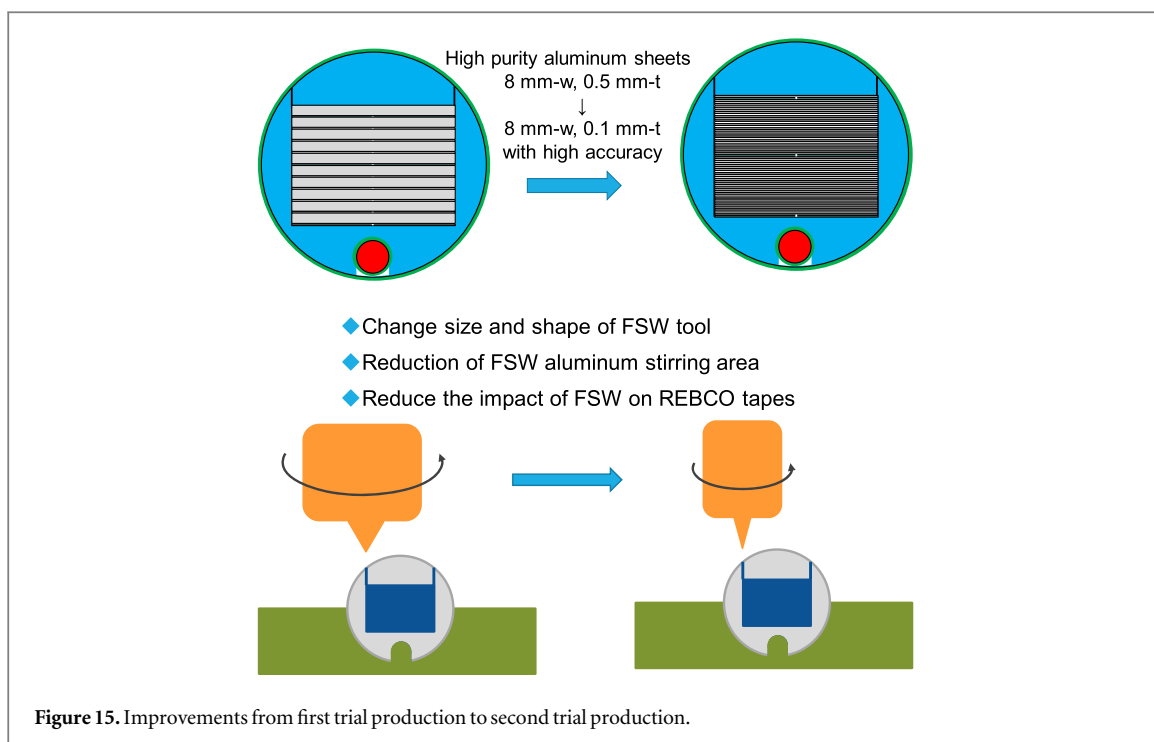 High purity aluminum sheets
8 mm-w, 0.5 mm-t
↓
8 mm-w, 0.1 mm-t
with high accuracy
◆Change size and shape of FSW tool
◆Reduction of FSW aluminum stirring area
◆Reduce the impact of FSW on REBCO tapes
Figure 15. Improvements from first trial production to second trial production.